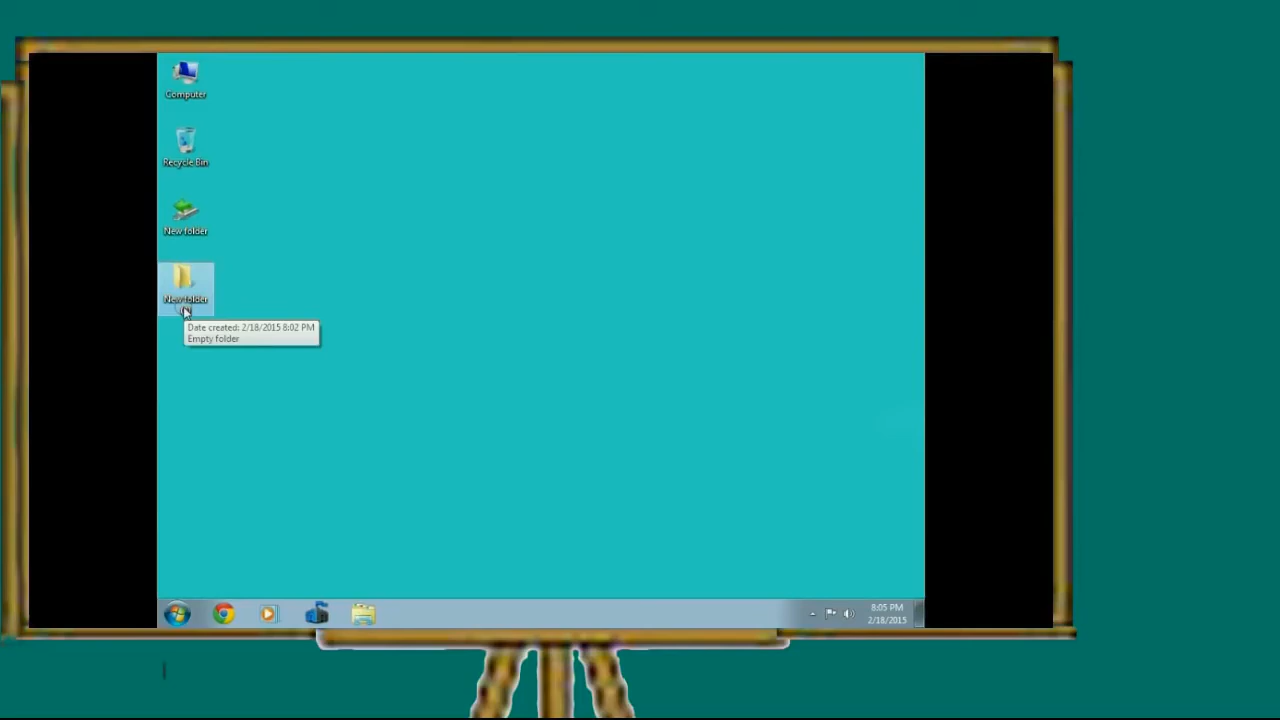 Computer
Recycle Bin
New folder
New folder
Date created: 2/18/2015 8:02 PM
Empty folder
8:05 PM
2/18/2015